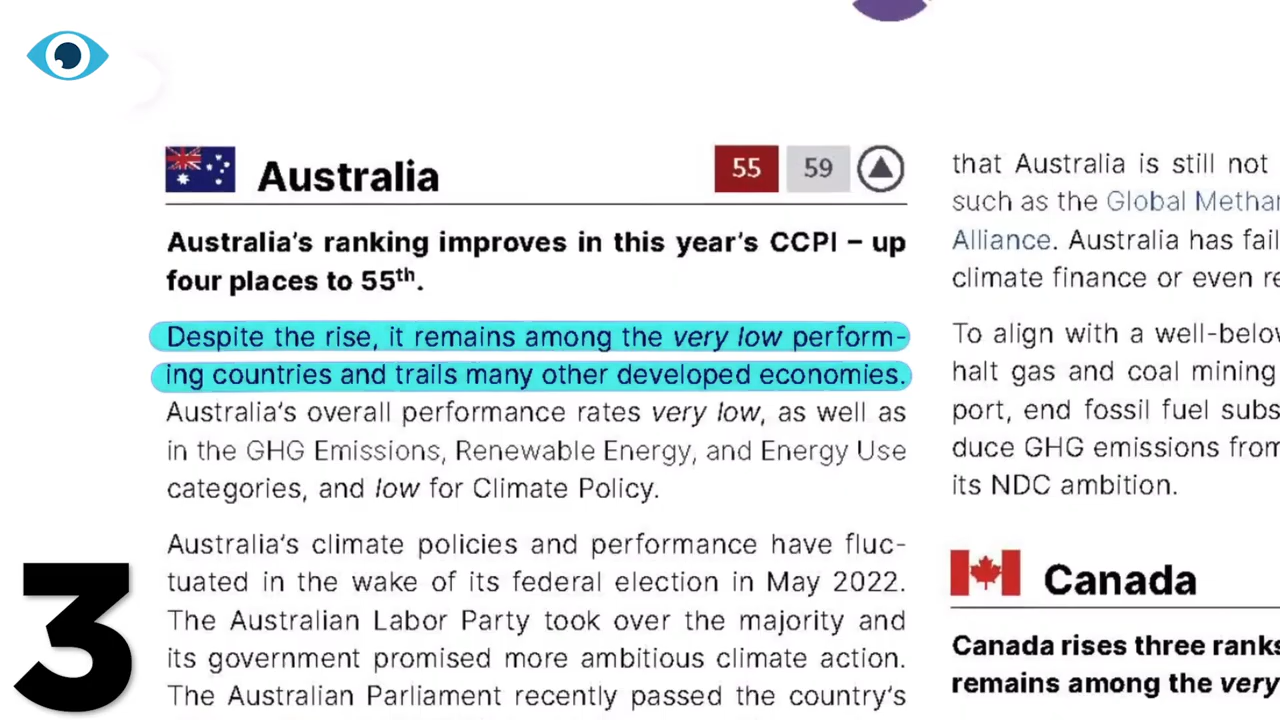 Australia
55 59
Australia's ranking improves in this year's CCPI – up
four places to 55th.
Despite the rise, it remains among the very low perform-
ing countries and trails many other developed economies.
Australia's overall performance rates very low, as well as
in the GHG Emissions, Renewable Energy, and Energy Use
categories, and low for Climate Policy.
Australia's climate policies and performance have fluc-
tuated in the wake of its federal election in May 2022.
The Australian Labor Party took over the majority and
its government promised more ambitious climate action.
The Australian Parliament recently passed the country's
that Australia is still not
such as the Global
Alliance. Australia has
climate finance or even
To align with a
halt gas and coal mining
port, end fossil fuel
duce GHG emissions from
its NDC ambition.
Canada
Canada rises three ranks
remains among the very
3